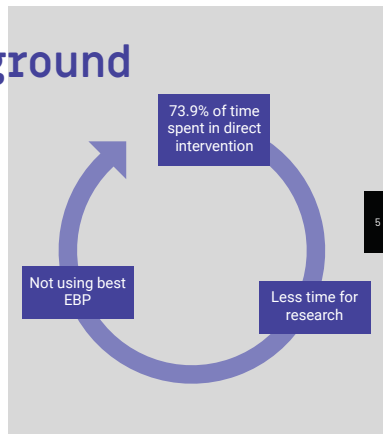 ground
73.9% of time
spent in direct
intervention
5
Less time for
research
Not using best
EBP